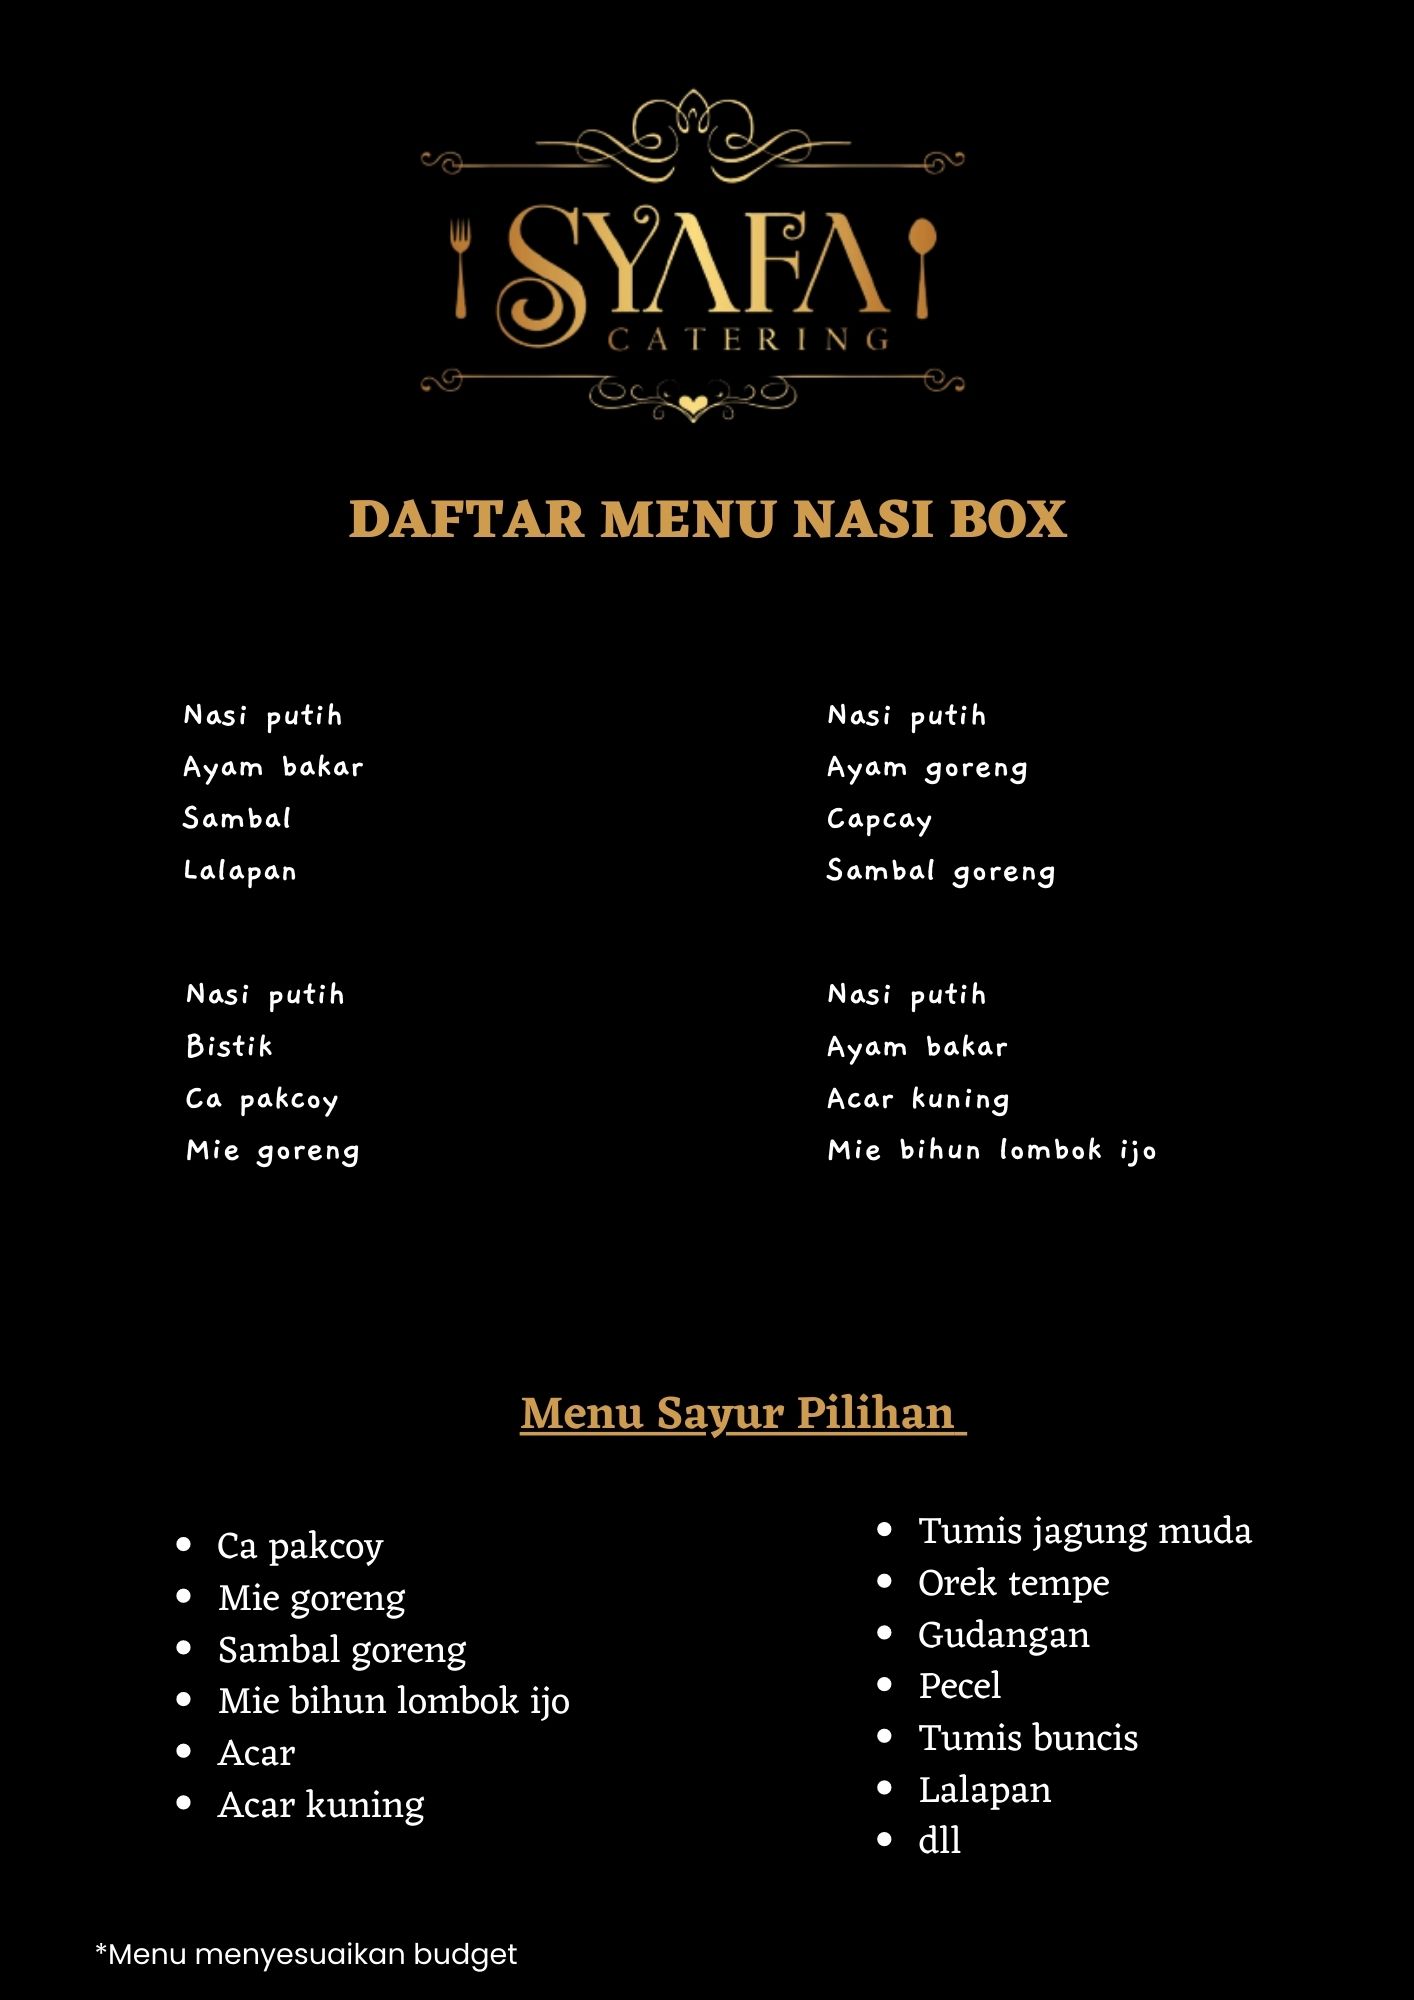 SYAFA
CATERING
DAFTAR MENU NASI BOX
Nasi putih
Ayam bakar
Sambal
Lalapan
Nasi putih
Ayam goreng
Capcay
Sambal goreng
Nasi putih
Bistik
Ca pakcoy
Mie goreng
Nasi putih
Ayam bakar
Acar kuning
Mie bihun lombok ijo
Menu Sayur Pilihan
• Ca pakcoy
• Mie goreng
• Sambal goreng
• Mie bihun lombok ijo
• Acar
• Acar kuning
• Tumis jagung muda
• Orek tempe
• Gudangan
• Pecel
• Tumis buncis
• Lalapan
• dll
*Menu menyesuaikan budget